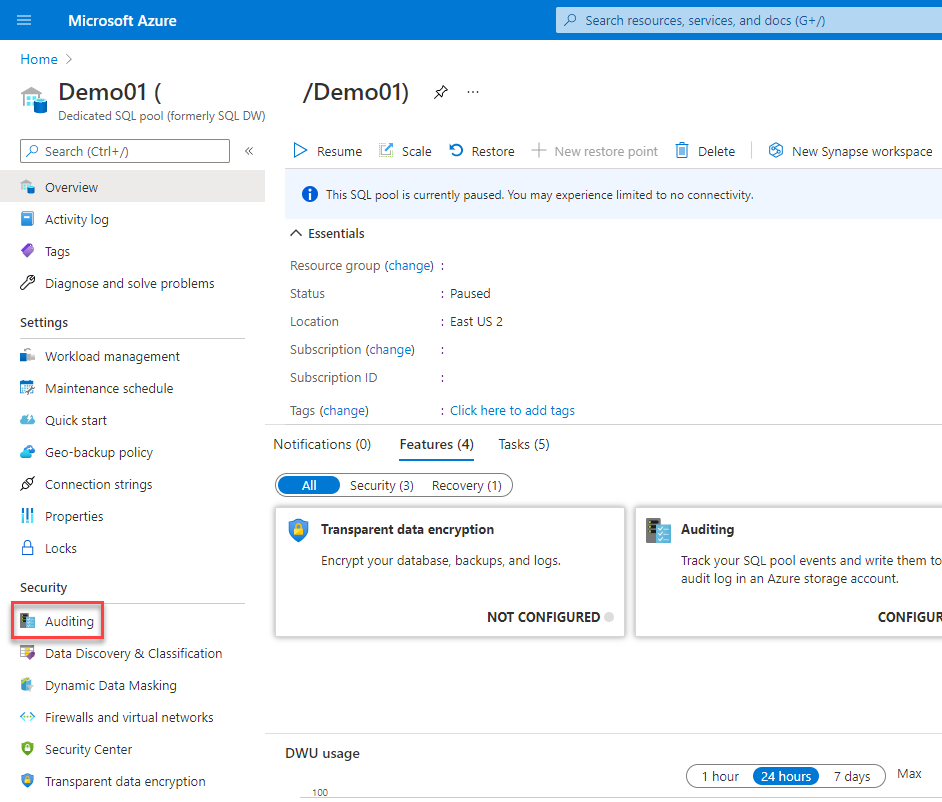 Microsoft Azure
Search resources, services, and docs (G+/)
Home
Demo01 ( /Demo01)
Dedicated SQL pool (formerly SQL DW)
Search (Ctrl+/)
Resume Scale Restore New restore point Delete New Synapse workspace
This SQL pool is currently paused. You may experience limited to no connectivity.
Overview
Activity log
Tags
Diagnose and solve problems
Settings
Workload management
Maintenance schedule
Quick start
Geo-backup policy
Connection strings
Properties
Locks
Security
Auditing
Data Discovery & Classification
Dynamic Data Masking
Firewalls and virtual networks
Security Center
Transparent data encryption
Essentials
Resource group (change) :
Status : Paused
Location : East US 2
Subscription (change) :
Subscription ID :
Tags (change) : Click here to add tags
Notifications (0) Features (4) Tasks (5)
All Security (3) Recovery (1)
Transparent data encryption
Encrypt your database, backups, and logs.
NOT CONFIGURED
Auditing
Track your SQL pool events and write them to
audit log in an Azure storage account.
CONFIGUR
DWU usage
1 hour 24 hours 7 days Max
100